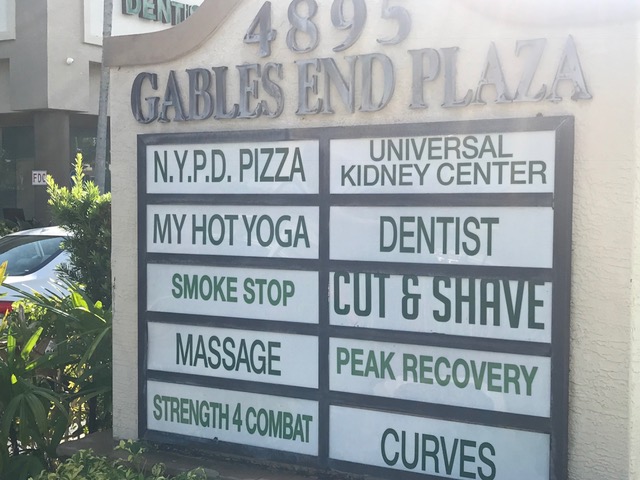 DENTIST
4895
GABLES END PLAZA
N.Y.P.D. PIZZA
UNIVERSAL
KIDNEY CENTER
MY HOT YOGA
DENTIST
SMOKE STOP
CUT & SHAVE
MASSAGE
PEAK RECOVERY
STRENGTH 4 COMBAT
CURVES